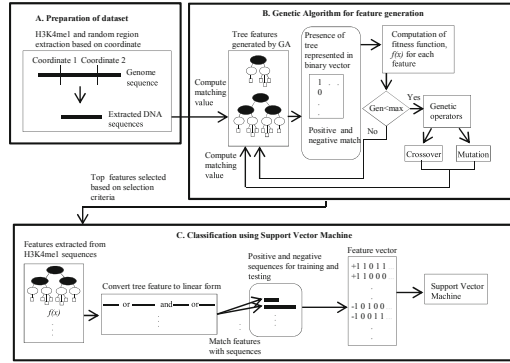 A. Preparation of dataset
H3K4me1 and random region
extraction based on coordinate
Coordinate 1 Coordinate 2
Genome
sequence
Extracted DNA
sequences
B. Genetic Algorithm for feature generation
Tree features
generated by GA
Compute
matching
value
Presence of
tree
represented in
binary vector
1 . .
0
.
.
Positive and
negative match
Computation of
fitness function,
f(x) for each
feature
Gen<max
Yes
No
Genetic
operators
Crossover
Mutation
Compute
matching
value
Top features selected
based on selection
criteria
C. Classification using Support Vector Machine
Features extracted from
H3K4me1 sequences
f(x)
Convert tree feature to linear form
or and or
Positive and negative
sequences for training and
testing
Match features
with sequences
Feature vector
+1 1 0 1 1 ...
+1 1 0 0 0 ...
-1 0 1 0 0 ...
-1 0 0 1 1 ...
Support Vector
Machine